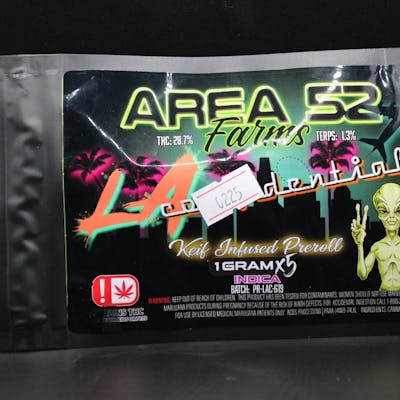 AREA 52
Farms
THC: 28.7% TERPS: 1.3%
LA
0225
Keif Infused Preroll
1 GRAM X5
INDICA
BATCH: PR-LAC-619
WARNING: KEEP OUT OF REACH OF CHILDREN. THIS PRODUCT HAS BEEN TESTED FOR CONTAMINANTS. WOMEN SHOULD NOT USE
MARIJUANA PRODUCTS DURING PREGNANCY BECAUSE OF THE RISK OF BIRTH DEFECTS. FOR ACCIDENTAL INGESTION CALL
FOR USE BY LICENSED MEDICAL MARIJUANA PATIENTS ONLY.